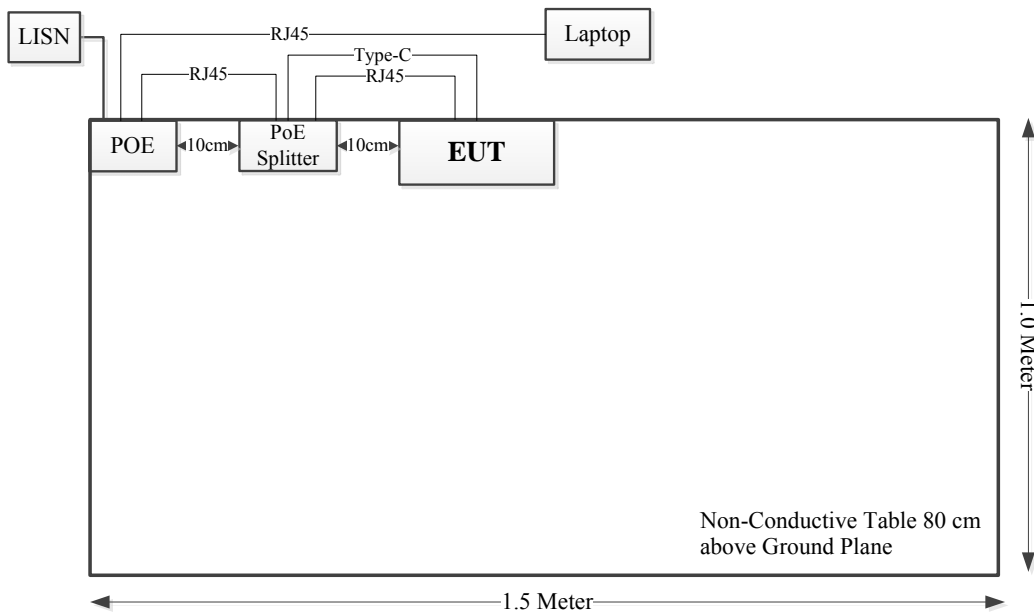 LISN
RJ45
Laptop
Type-C
RJ45
RJ45
POE
10cm
PoE
Splitter
10cm
EUT
1.0 Meter
Non-Conductive Table 80 cm
above Ground Plane
1.5 Meter